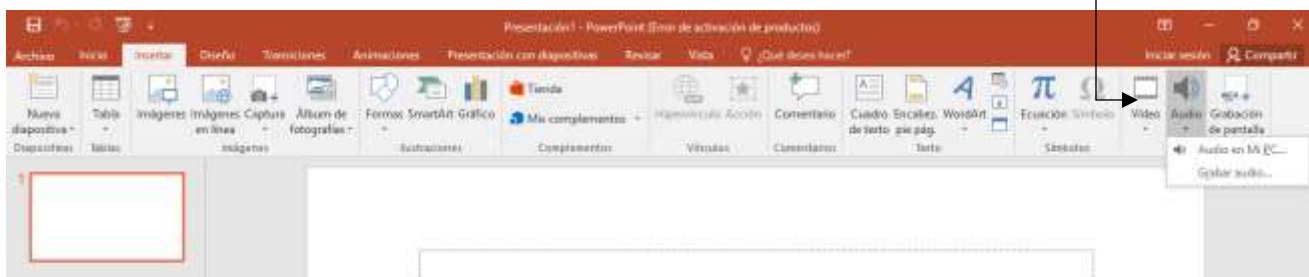 Presentación1 - PowerPoint (Error de activación de productos)
Archivo Inicio Insertar Diseño Transiciones Animaciones Presentación con diapositivas Revisar Vista ¿Qué desea hacer? Iniciar sesión Compartir
Nueva diapositiva Tabla Imágenes Imágenes en línea Captura Álbum de fotografías Formas SmartArt Gráfico Tienda Mis complementos Hipervínculo Acción Comentario Cuadro de texto Encabez. pie pág. WordArt Ecuación Símbolo Video Audio Grabación de pantalla
Diapositivas Tablas Imágenes Ilustraciones Complementos Vínculos Comentarios Texto Símbolos
Audio en Mi PC...
Grabar audio...
1